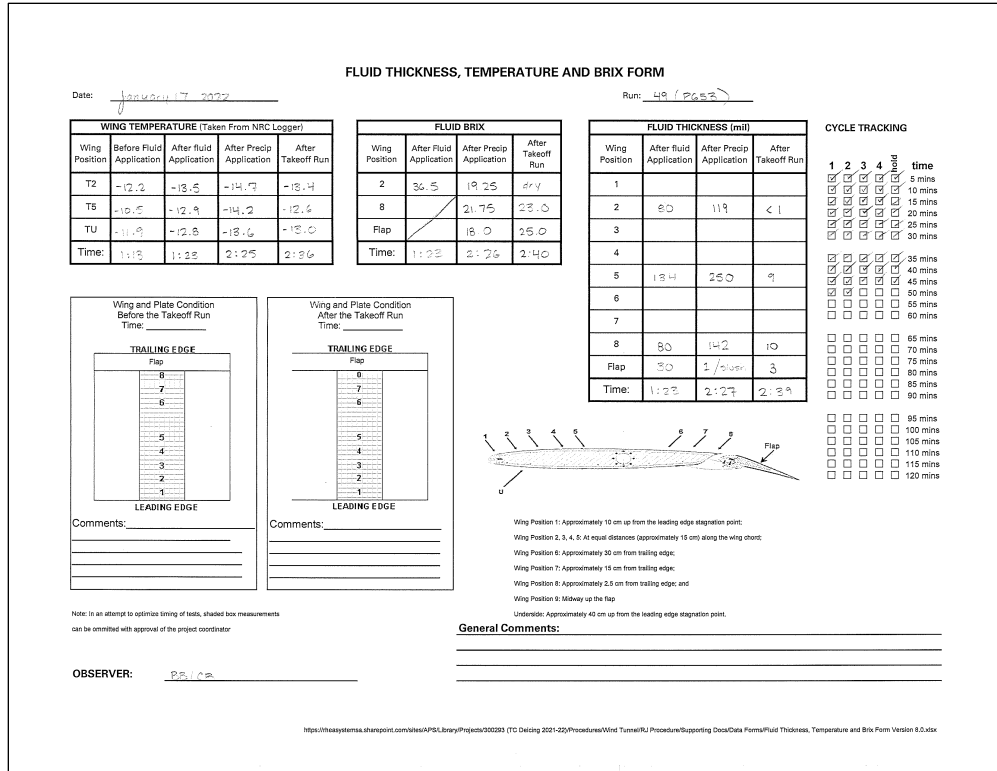 FLUID THICKNESS, TEMPERATURE AND BRIX FORM
Date: January 17 2022
Run: 49 (PG53)
WING TEMPERATURE (Taken From NRC Logger)
Wing Position Before Fluid Application After fluid Application After Precip Application After Takeoff Run
T2 -12.2 -13.5 -14.7 -13.4
T5 -10.5 -12.9 -14.2 -12.6
TU -11.9 -12.8 -13.6 -13.0
Time: 1:13 1:23 2:25 2:36
FLUID BRIX
Wing Position After Fluid Application After Precip Application After Takeoff Run
2 36.5 19.25 dry
8 21.75 23.0
Flap 18.0 25.0
Time: 1:23 2:26 2:40
FLUID THICKNESS (mil)
Wing Position After fluid Application After Precip Application After Takeoff Run
1
2 80 119 <1
3
4
5 134 250 9
6
7
8 80 142 10
Flap 30 3
Time: 1:23 2:27 2:39
CYCLE TRACKING
1 2 3 4 hold time
5 mins
10 mins
15 mins
20 mins
25 mins
30 mins
35 mins
40 mins
45 mins
50 mins
55 mins
60 mins
65 mins
70 mins
75 mins
80 mins
85 mins
90 mins
95 mins
100 mins
105 mins
110 mins
115 mins
120 mins
Wing and Plate Condition
Before the Takeoff Run
Time:
TRAILING EDGE
Flap
8
7
6
5
4
3
2
1
LEADING EDGE
Comments:
Wing and Plate Condition
After the Takeoff Run
Time:
TRAILING EDGE
Flap
8
7
6
5
4
3
2
1
LEADING EDGE
Comments:
1 2 3 4 5 6 7 8
Flap
U
Wing Position 1: Approximately 10 cm up from the leading edge stagnation point;
Wing Position 2, 3, 4, 5: At equal distances (approximately 15 cm) along the wing chord;
Wing Position 6: Approximately 30 cm from trailing edge;
Wing Position 7: Approximately 15 cm from trailing edge;
Wing Position 8: Approximately 2.5 cm from trailing edge; and
Wing Position 9: Midway up the flap
Underside: Approximately 40 cm up from the leading edge stagnation point.
Note: In an attempt to optimize timing of tests, shaded box measurements
can be ommitted with approval of the project coordinator
General Comments:
OBSERVER:
https://rheasystemsa.sharepoint.com/sites/APS/Library/Projects/300293 (TC Deicing 2021-22)/Procedures/Wind Tunnel/RJ Procedure/Supporting Docs/Data Forms/Fluid Thickness, Temperature and Brix Form Version 8.0.xlsx